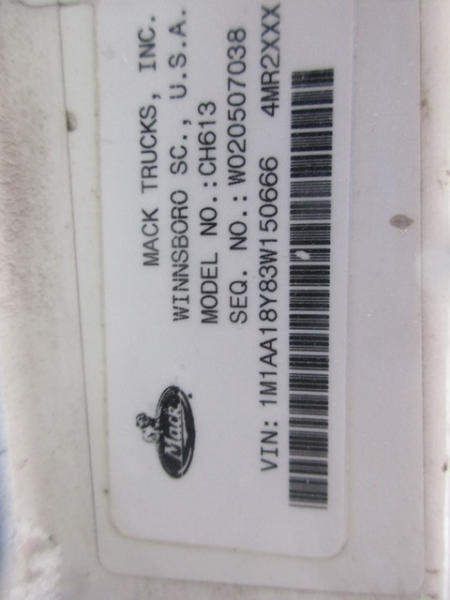 MACK TRUCKS, INC.
WINNSBORO SC., U.S.A.
MODEL NO.:CH613
SEQ. NO.:W020507038
VIN: 1M1AA18Y83W150666 4MR2XXX
Mack